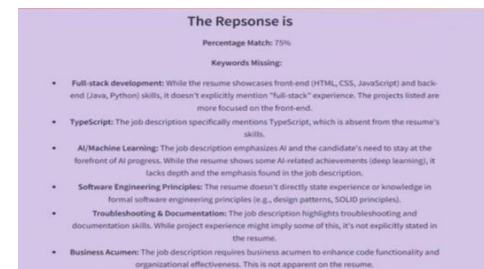 The Repsonse is
Percentage Match: 75%
Keywords Missing:
• Full-stack development: While the resume showcases front-end (HTML, CSS, JavaScript) and back-
end (Java, Python) skills, it doesn't explicitly mention "full-stack" experience. The projects listed are
more focused on the front-end.
• TypeScript: The job description specifically mentions TypeScript, which is absent from the resume's
skills.
• AI/Machine Learning: The job description emphasizes AI and the candidate's need to stay at the
forefront of AI progress. While the resume shows some AI-related achievements (deep learning), it
lacks depth and the emphasis found in the job description.
• Software Engineering Principles: The resume doesn't directly state experience or knowledge in
formal software engineering principles (e.g., design patterns, SOLID principles).
• Troubleshooting & Documentation: The job description highlights troubleshooting and
documentation skills. While project experience might imply some of this, it's not explicitly stated in
the resume.
• Business Acumen: The job description requires business acumen to enhance code functionality and
organizational effectiveness. This is not apparent on the resume.